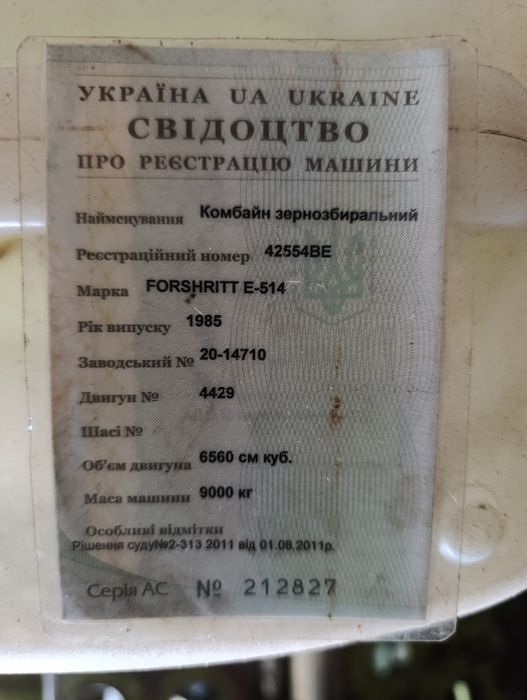 УКРАЇНА UA UKRAINE
СВІДОЦТВО
ПРО РЕЄСТРАЦІЮ МАШИНИ
Найменування Комбайн зернозбиральний
Реєстраційний номер 42554ВЕ
Марка FORSHRITT E-514
Рік випуску 1985
Заводський № 20-14710
Двигун № 4429
Шасі №
Об'єм двигуна 6560 см куб.
Маса машини 9000 кг
Особливі відмітки
Рішення суду№2-313 2011 від 01.08.2011р.
Серія АС № 212827